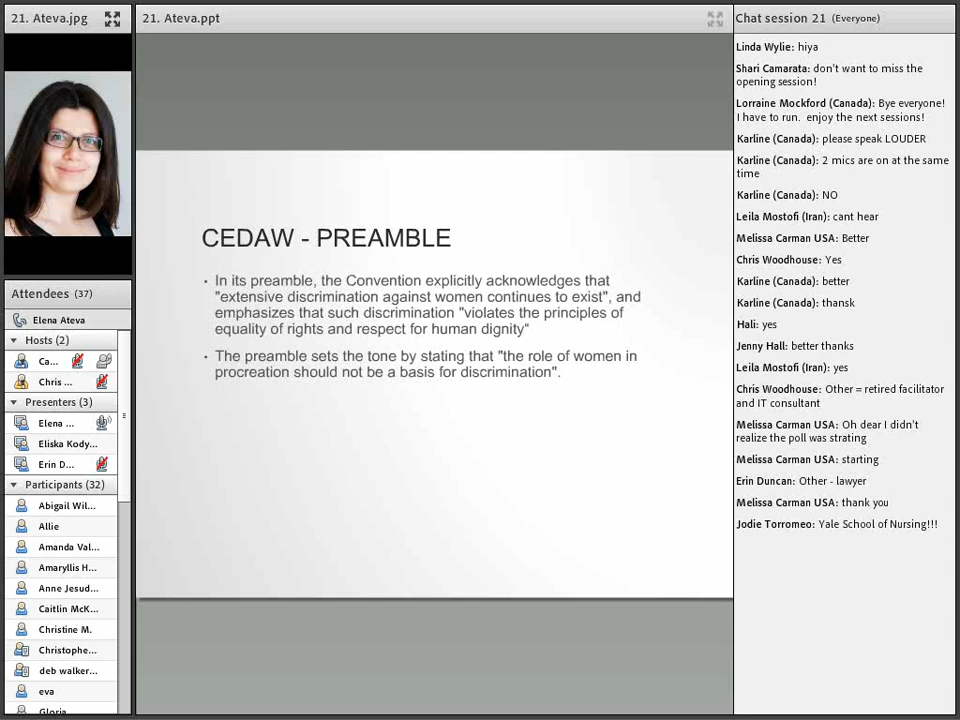 21. Ateva.jpg
Attendees (37)
Elena Ateva
Hosts (2)
Ca...
Chris ...
Presenters (3)
Elena ...
Eliska Kody...
Erin D...
Participants (32)
Abigail Wil...
Allie
Amanda Val...
Amaryllis H...
Anne Jesud...
Caitlin McK...
Christine M.
Christophe...
deb walker...
eva
Gloria
21. Ateva.ppt
CEDAW - PREAMBLE
• In its preamble, the Convention explicitly acknowledges that
"extensive discrimination against women continues to exist", and
emphasizes that such discrimination "violates the principles of
equality of rights and respect for human dignity"
• The preamble sets the tone by stating that "the role of women in
procreation should not be a basis for discrimination".
Chat session 21 (Everyone)
Linda Wylie: hiya
Shari Camarata: don't want to miss the
opening session!
Lorraine Mockford (Canada): Bye everyone!
I have to run. enjoy the next sessions!
Karline (Canada): please speak LOUDER
Karline (Canada): 2 mics are on at the same
time
Karline (Canada): NO
Leila Mostofi (Iran): cant hear
Melissa Carman USA: Better
Chris Woodhouse: Yes
Karline (Canada): better
Karline (Canada): thansk
Hali: yes
Jenny Hall: better thanks
Leila Mostofi (Iran): yes
Chris Woodhouse: Other = retired facilitator
and IT consultant
Melissa Carman USA: Oh dear I didn't
realize the poll was strating
Melissa Carman USA: starting
Erin Duncan: Other - lawyer
Melissa Carman USA: thank you
Jodie Torromeo: Yale School of Nursing!!!